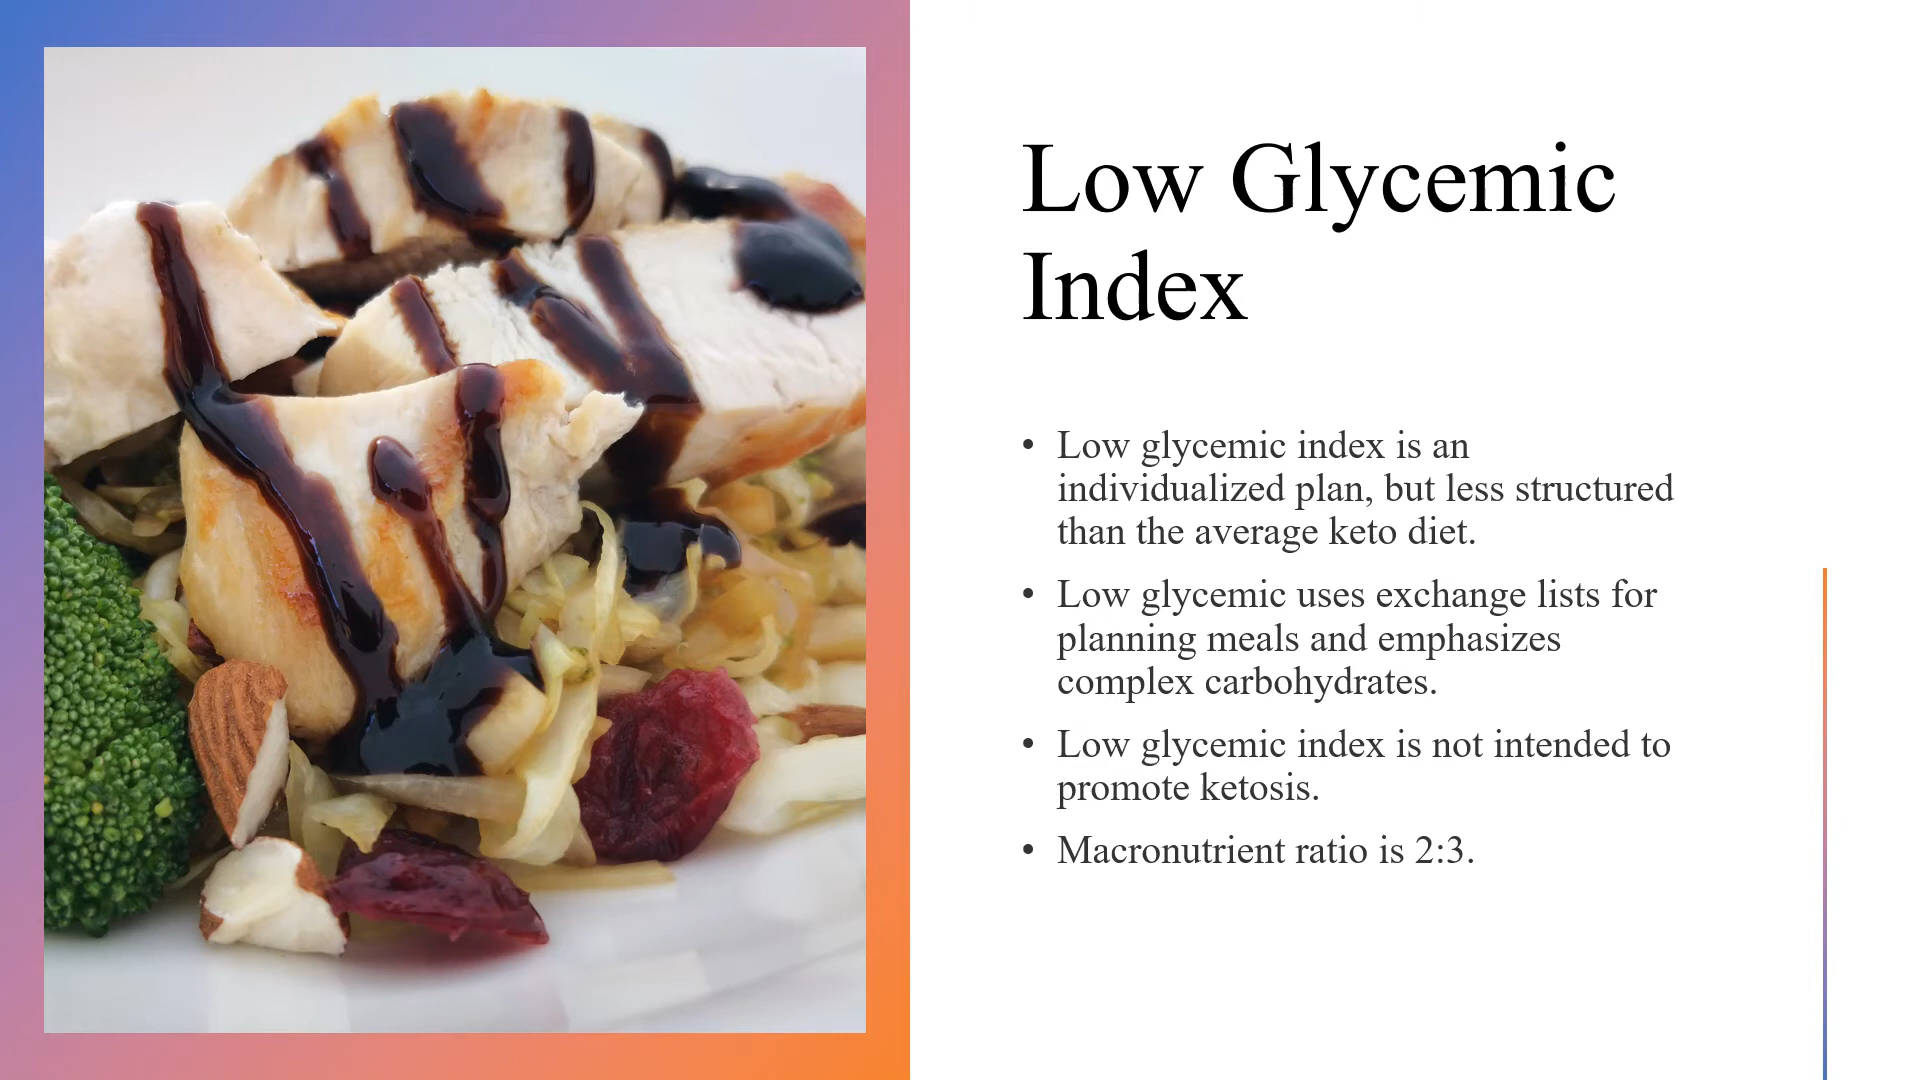 Low Glycemic
Index
• Low glycemic index is an
individualized plan, but less structured
than the average keto diet.
• Low glycemic uses exchange lists for
planning meals and emphasizes
complex carbohydrates.
• Low glycemic index is not intended to
promote ketosis.
• Macronutrient ratio is 2:3.